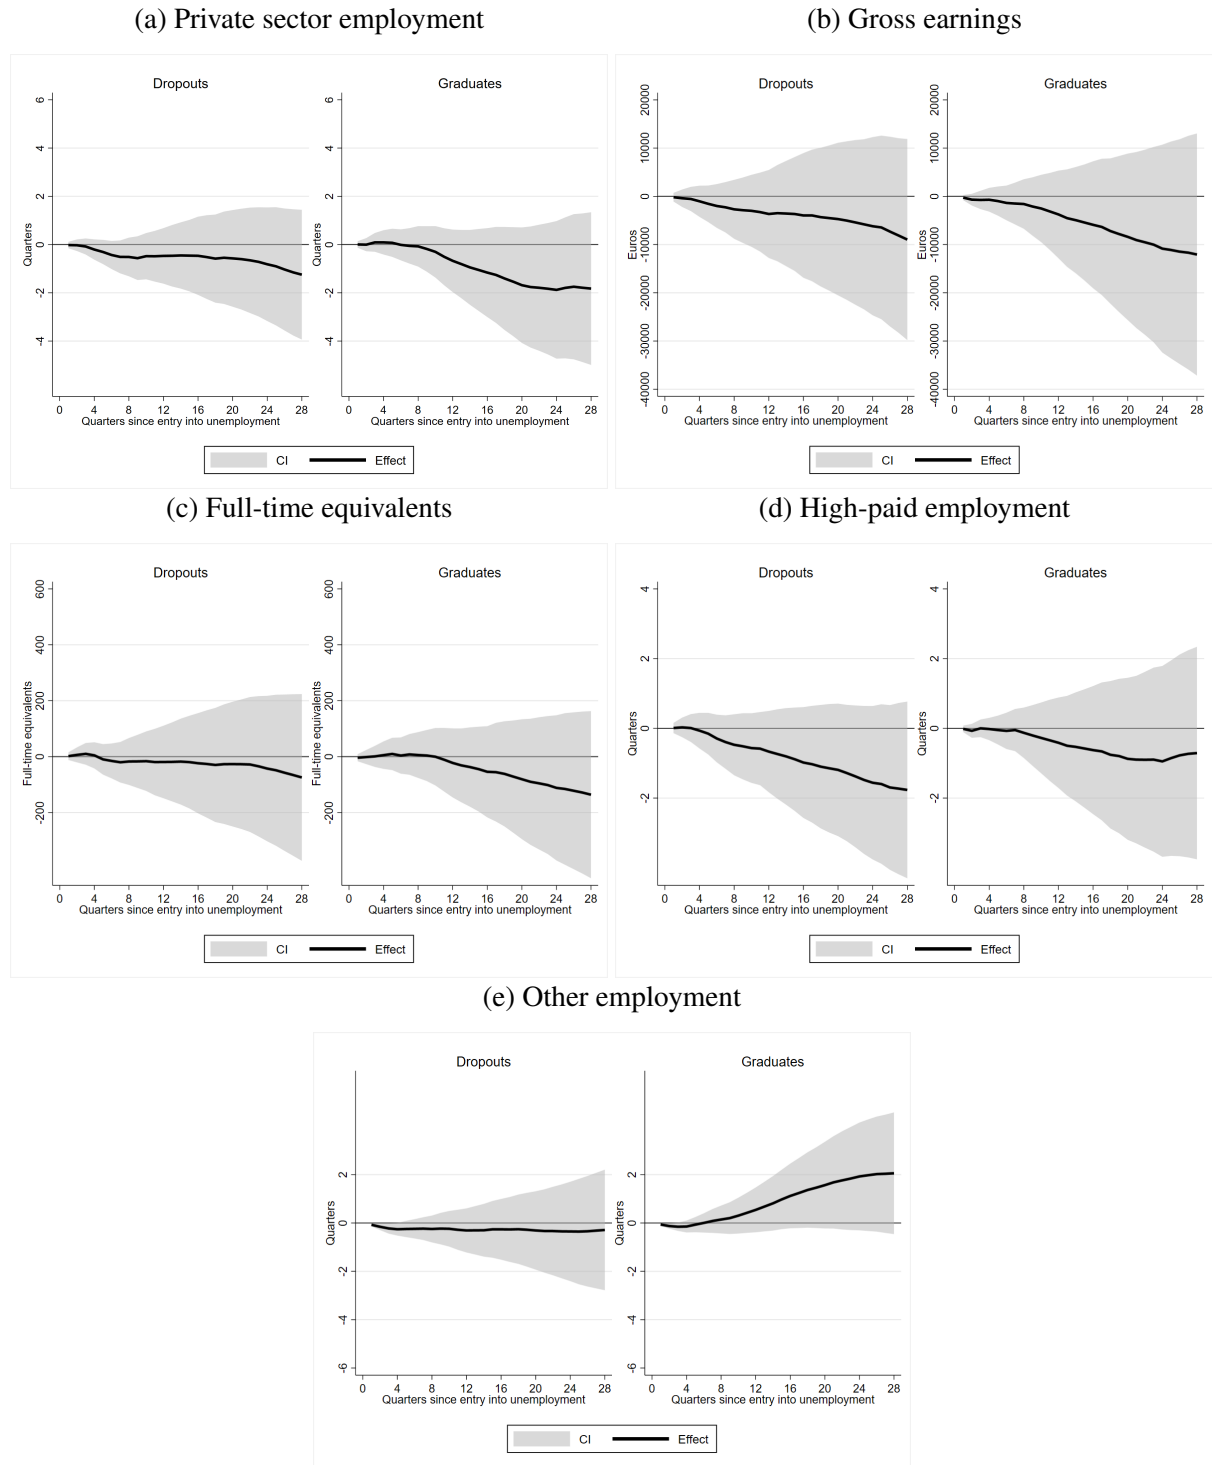 (a) Private sector employment
Dropouts
Graduates
Quarters
6
4
2
0
-2
-4
0 4 8 12 16 20 24 28
Quarters since entry into unemployment
Quarters
6
4
2
0
-2
-4
0 4 8 12 16 20 24 28
Quarters since entry into unemployment
CI Effect
(b) Gross earnings
Dropouts
Graduates
Euros
20000
10000
0
-10000
-20000
-30000
-40000
0 4 8 12 16 20 24 28
Quarters since entry into unemployment
Euros
20000
10000
0
-10000
-20000
-30000
-40000
0 4 8 12 16 20 24 28
Quarters since entry into unemployment
CI Effect
(c) Full-time equivalents
Dropouts
Graduates
Full-time equivalents
600
400
200
0
-200
0 4 8 12 16 20 24 28
Quarters since entry into unemployment
Full-time equivalents
600
400
200
0
-200
0 4 8 12 16 20 24 28
Quarters since entry into unemployment
CI Effect
(d) High-paid employment
Dropouts
Graduates
Quarters
4
2
0
-2
0 4 8 12 16 20 24 28
Quarters since entry into unemployment
Quarters
4
2
0
-2
0 4 8 12 16 20 24 28
Quarters since entry into unemployment
CI Effect
(e) Other employment
Dropouts
Graduates
Quarters
2
0
-2
-4
-6
0 4 8 12 16 20 24 28
Quarters since entry into unemployment
Quarters
2
0
-2
-4
-6
0 4 8 12 16 20 24 28
Quarters since entry into unemployment
CI Effect